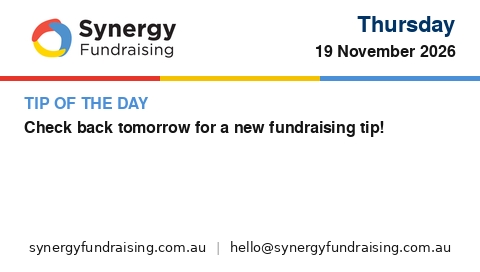 Synergy
Fundraising
Thursday
19 November 2026
TIP OF THE DAY
Check back tomorrow for a new fundraising tip!
synergyfundraising.com.au | hello@synergyfundraising.com.au